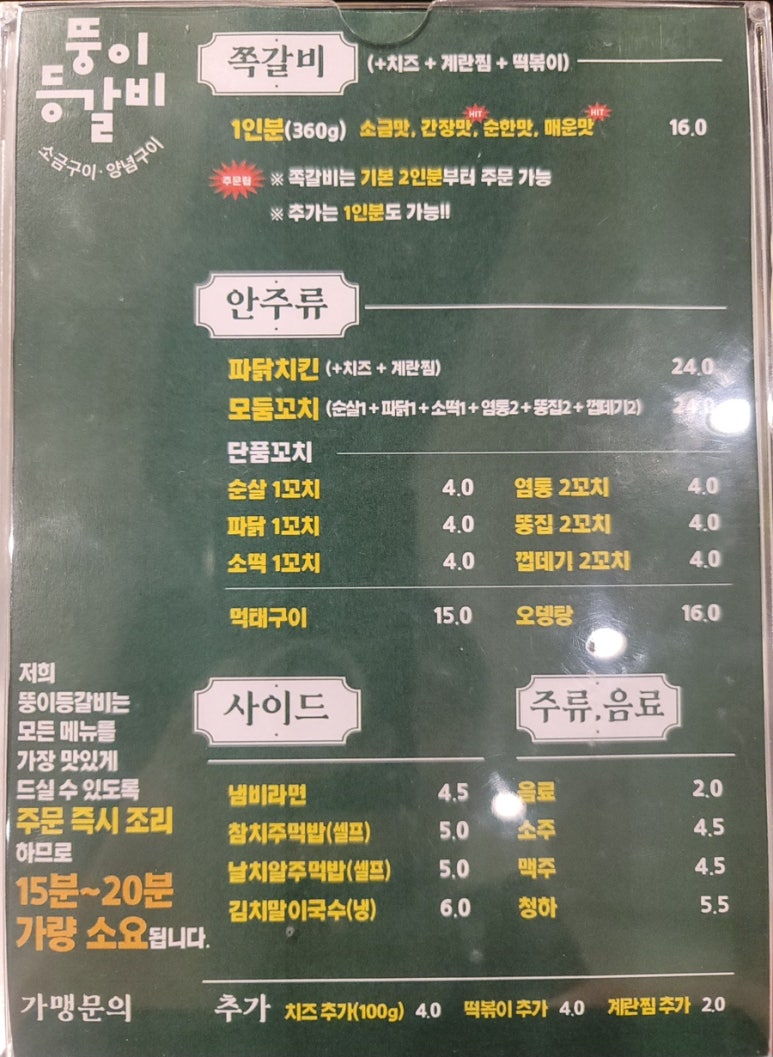 뚱이
등갈비
소금구이·양념구이
쪽갈비 (+치즈 + 계란찜 + 떡볶이)
1인분(360g) 소금맛, 간장맛, 순한맛, 매운맛 16.0
HIT HIT
주문팁 ※ 쪽갈비는 기본 2인분부터 주문 가능
※ 추가는 1인분도 가능!!
안주류
파닭치킨 (+치즈 + 계란찜) 24.0
모둠꼬치 (순살1 + 파닭1 + 소떡1 + 염통2 + 똥집2 + 껍데기2)
단품꼬치
순살 1꼬치 4.0 염통 2꼬치 4.0
파닭 1꼬치 4.0 똥집 2꼬치 4.0
소떡 1꼬치 4.0 껍데기 2꼬치 4.0
먹태구이 15.0 오뎅탕 16.0
저희
뚱이등갈비는
모든 메뉴를
가장 맛있게
드실 수 있도록
주문 즉시 조리
하므로
15분~20분
가량 소요됩니다.
사이드
냄비라면 4.5
참치주먹밥(셀프) 5.0
날치알주먹밥(셀프) 5.0
김치말이국수(냉) 6.0
주류,음료
음료 2.0
소주 4.5
맥주 4.5
청하 5.5
가맹문의
추가 치즈 추가(100g) 4.0 떡볶이 추가 4.0 계란찜 추가 2.0